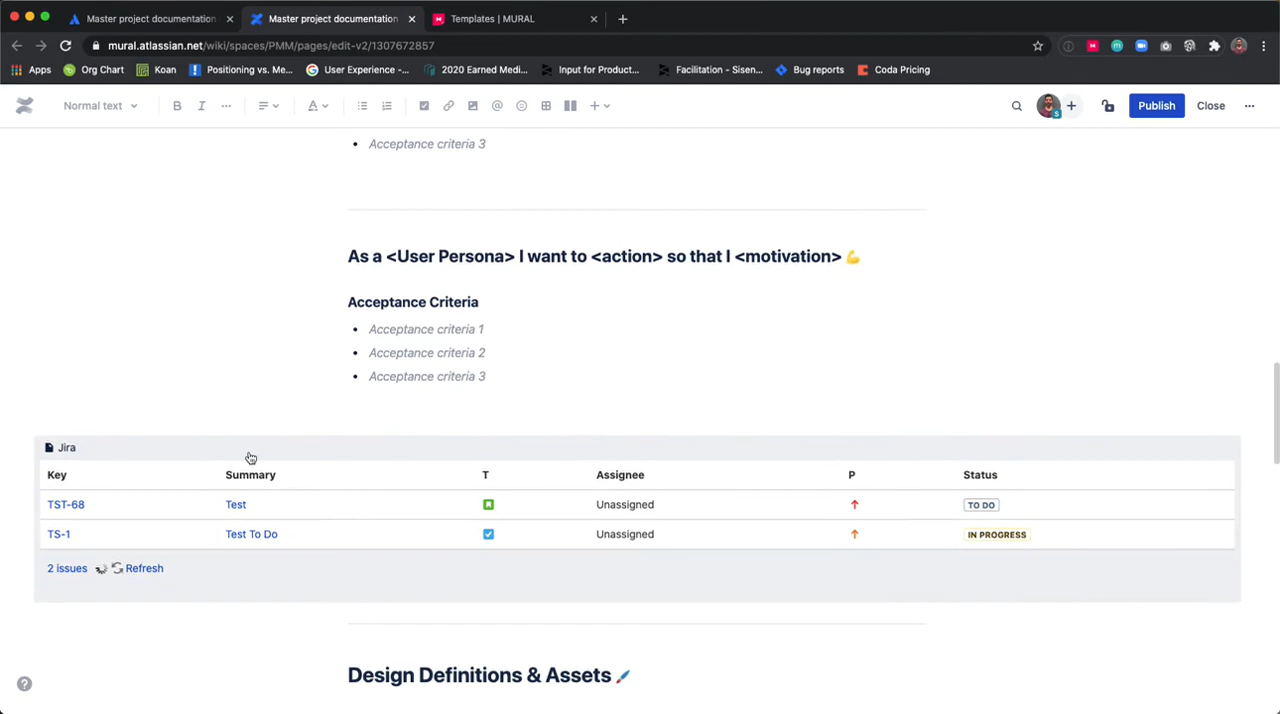 Master project documentation
Master project documentation
Templates | MURAL
mural.atlassian.net/wiki/spaces/PMM/pages/edit-v2/1307672857
Apps
Org Chart
Koan
Positioning vs. Me...
User Experience -...
2020 Earned Medi...
Input for Product...
Facilitation - Sisen...
Bug reports
Coda Pricing
Normal text
B
I
A
Publish
Close
Acceptance criteria 3
As a <User Persona> I want to <action> so that I <motivation> 💪
Acceptance Criteria
• Acceptance criteria 1
• Acceptance criteria 2
• Acceptance criteria 3
Jira
Key Summary T Assignee P Status
TST-68 Test Unassigned TO DO
TS-1 Test To Do Unassigned IN PROGRESS
2 issues Refresh
Design Definitions & Assets 🖌️